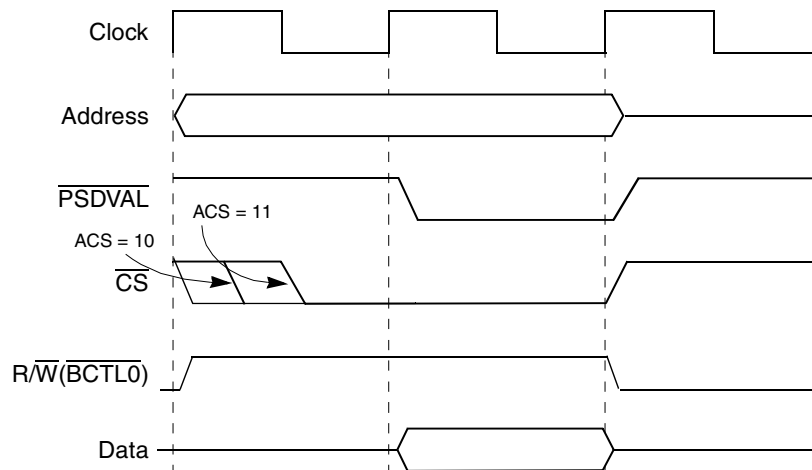 Clock
Address
PSDVAL
ACS = 11
ACS = 10
CS
R/W(BCTL0)
Data